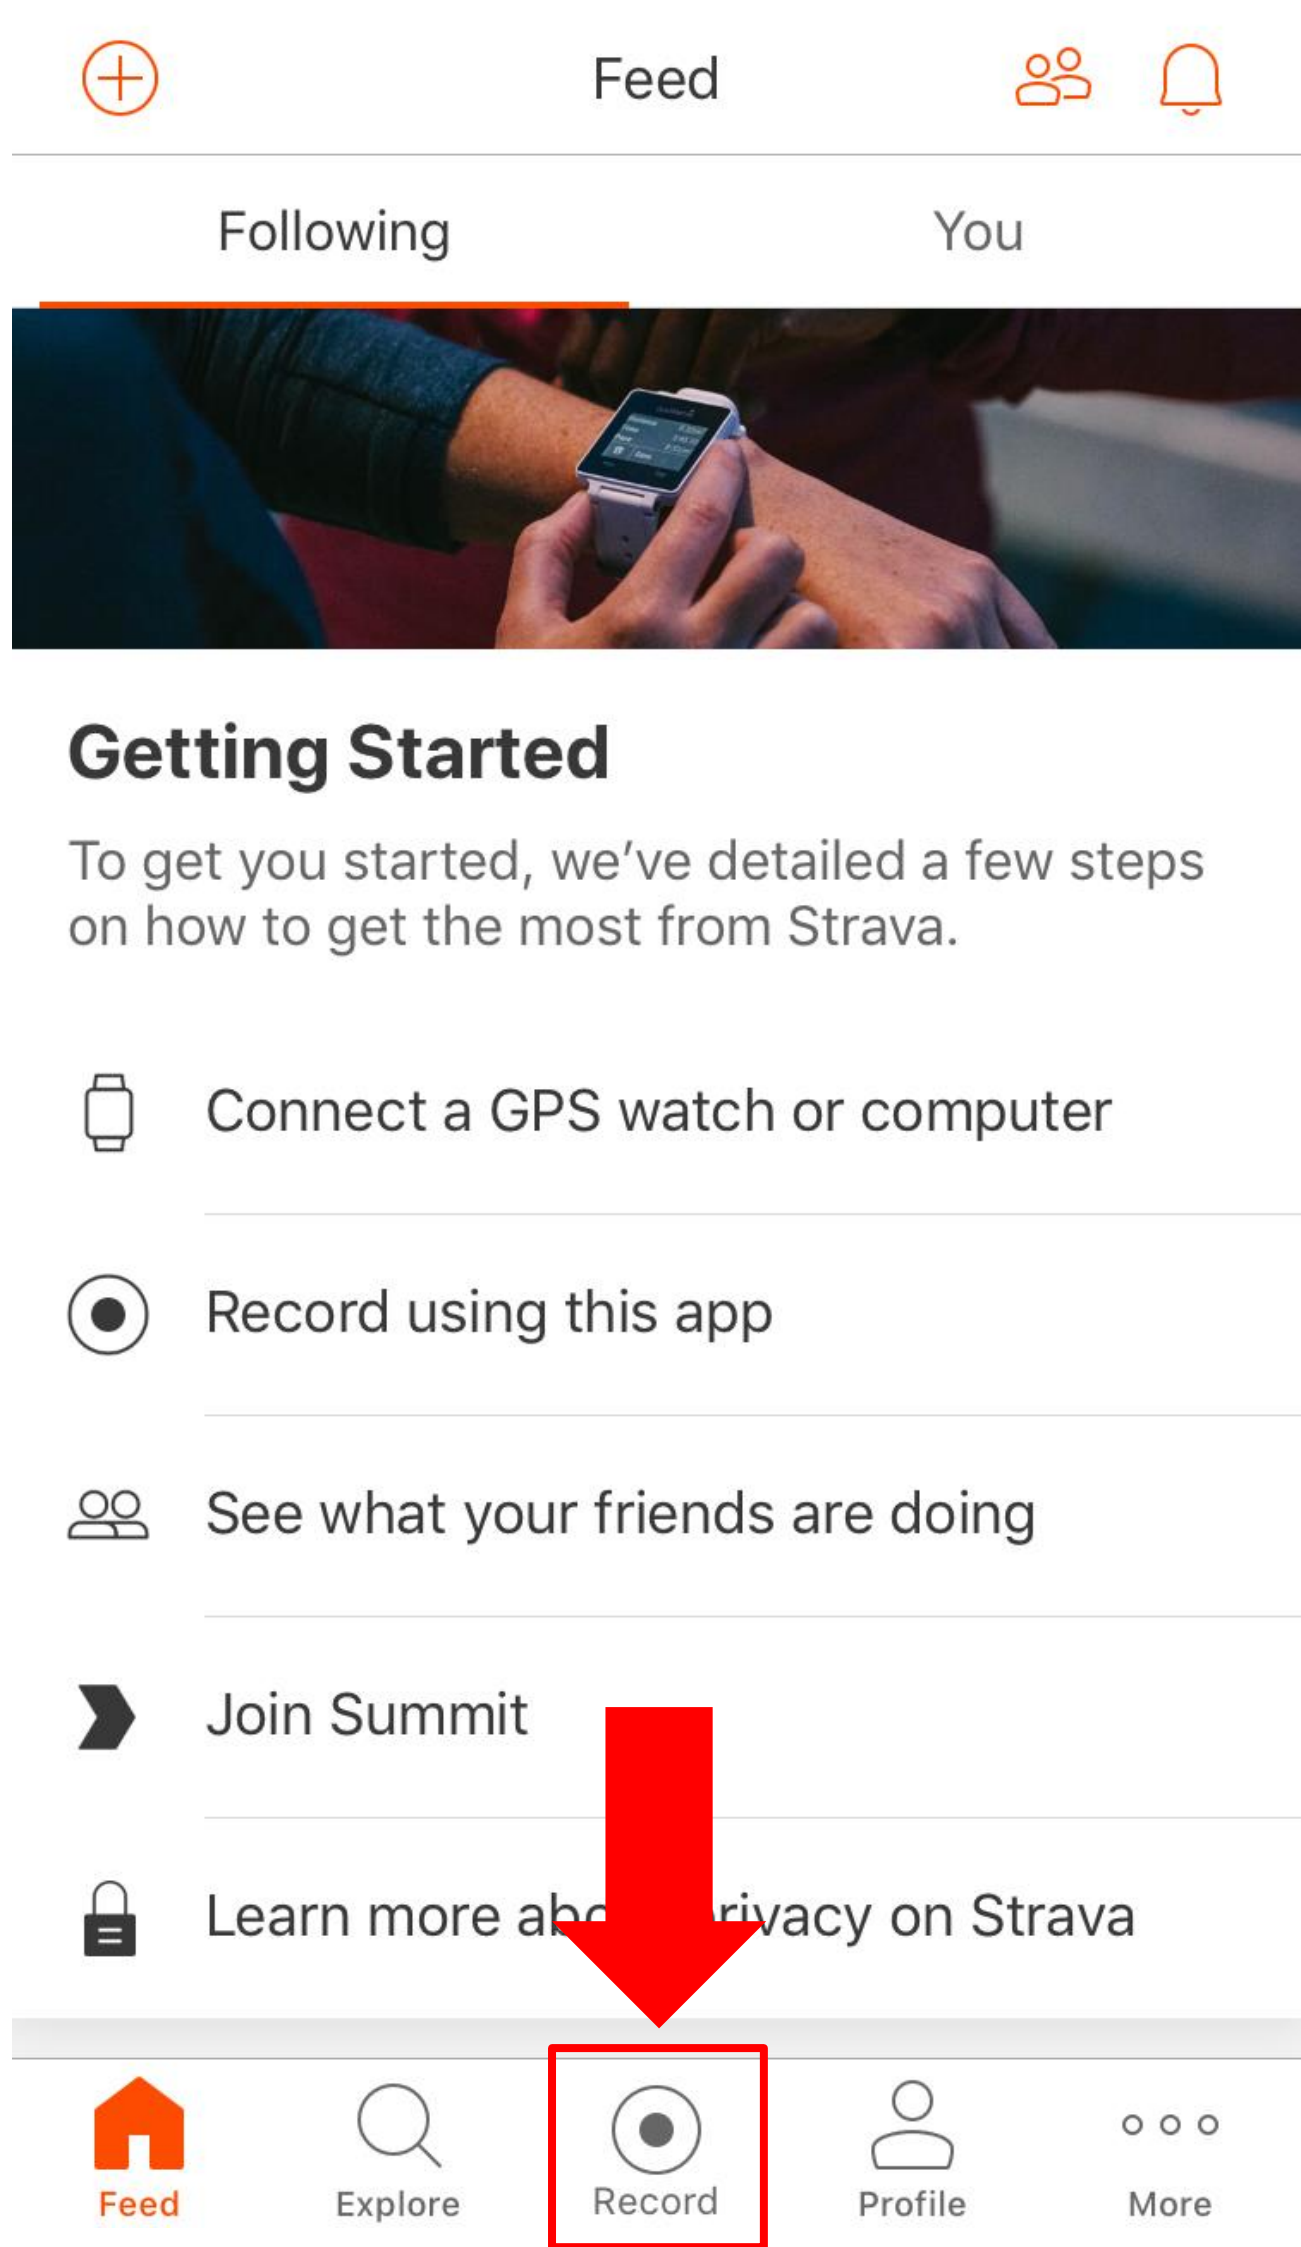 Feed
Following
You
Getting Started
To get you started, we've detailed a few steps
on how to get the most from Strava.
Connect a GPS watch or computer
Record using this app
See what your friends are doing
Join Summit
Learn more privacy on Strava
Feed
Explore
Record
Profile
More